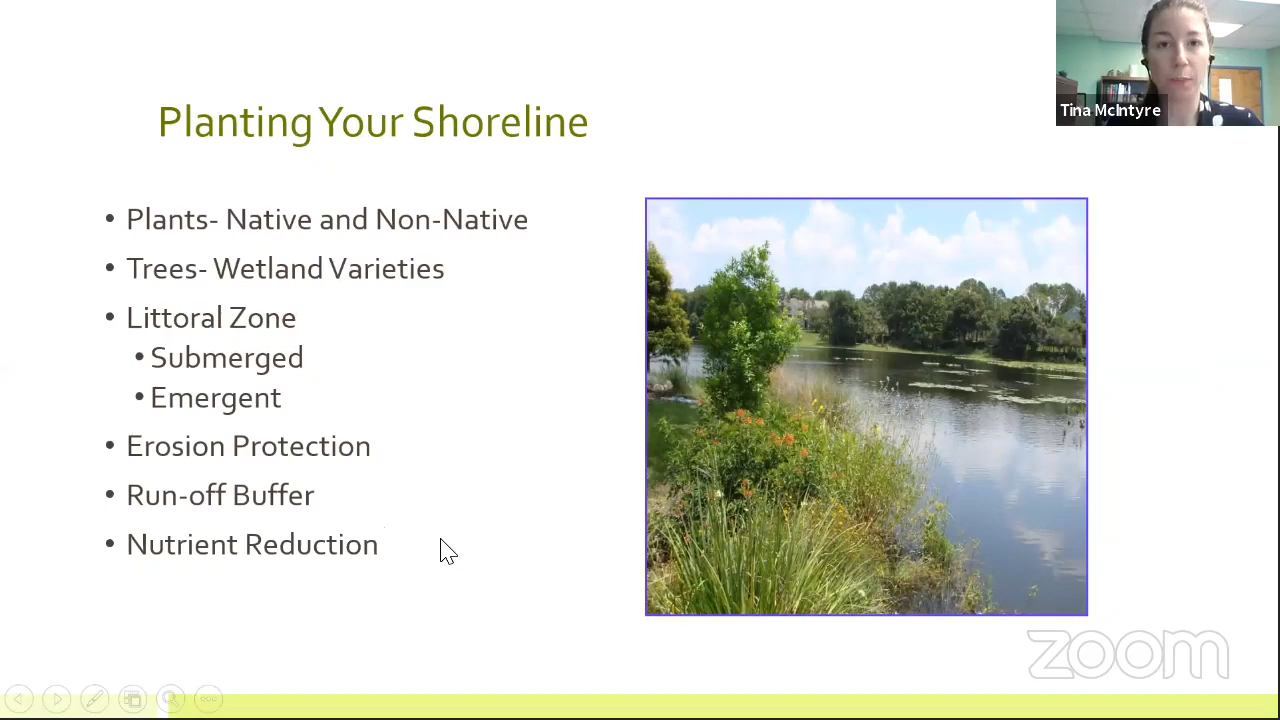 Tina McIntyre
Planting Your Shoreline
• Plants- Native and Non-Native
• Trees- Wetland Varieties
• Littoral Zone
• Submerged
• Emergent
• Erosion Protection
• Run-off Buffer
• Nutrient Reduction
zoom